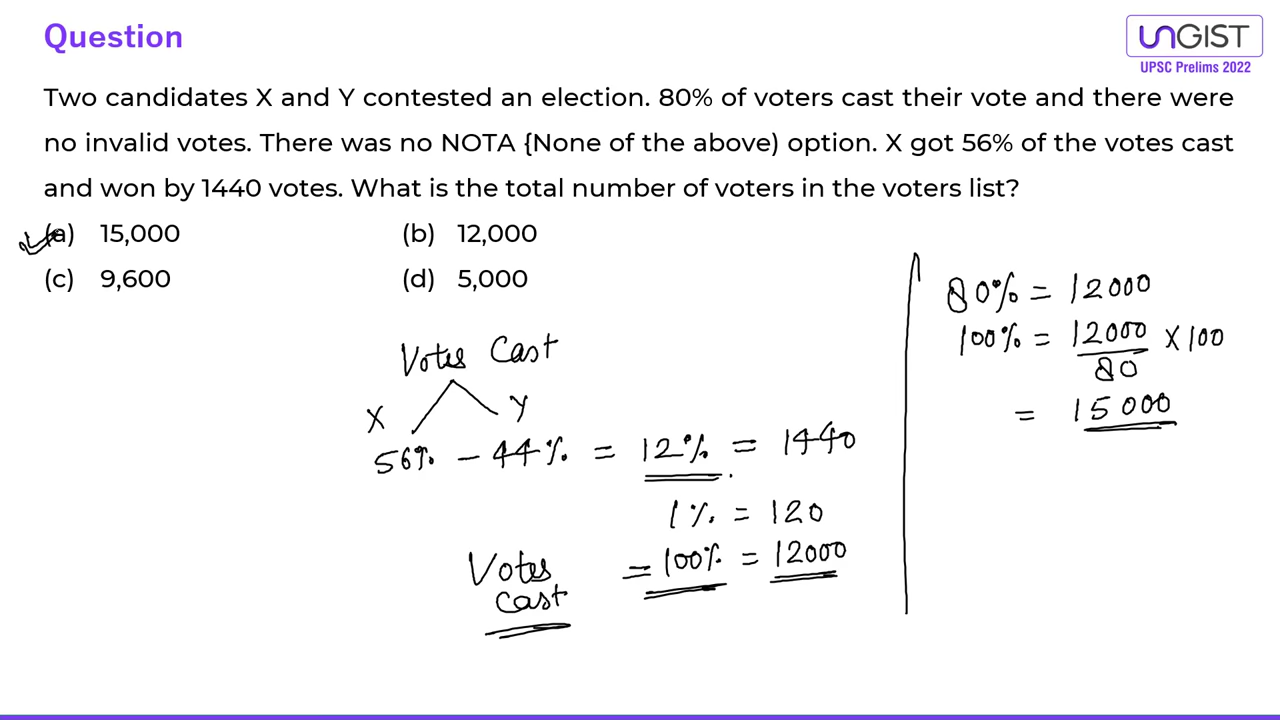 Question
UNGIST
UPSC Prelims 2022
Two candidates X and Y contested an election. 80% of voters cast their vote and there were
no invalid votes. There was no NOTA {None of the above) option. X got 56% of the votes cast
and won by 1440 votes. What is the total number of voters in the voters list?
(a) 15,000 (b) 12,000
(c) 9,600 (d) 5,000
Votes Cast
X Y
56% - 44% = 12% = 1440
1% = 120
Votes cast = 100% = 12000
80% = 12000
100% = 12000/80 x 100
= 15000